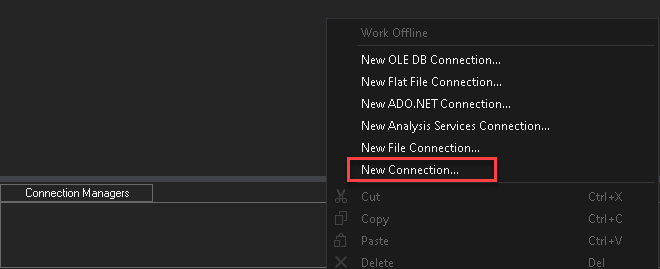 Work Offline
New OLE DB Connection...
New Flat File Connection...
New ADO.NET Connection...
New Analysis Services Connection...
New File Connection...
New Connection...
Connection Managers
Cut Ctrl+X
Copy Ctrl+C
Paste Ctrl+V
Delete Del